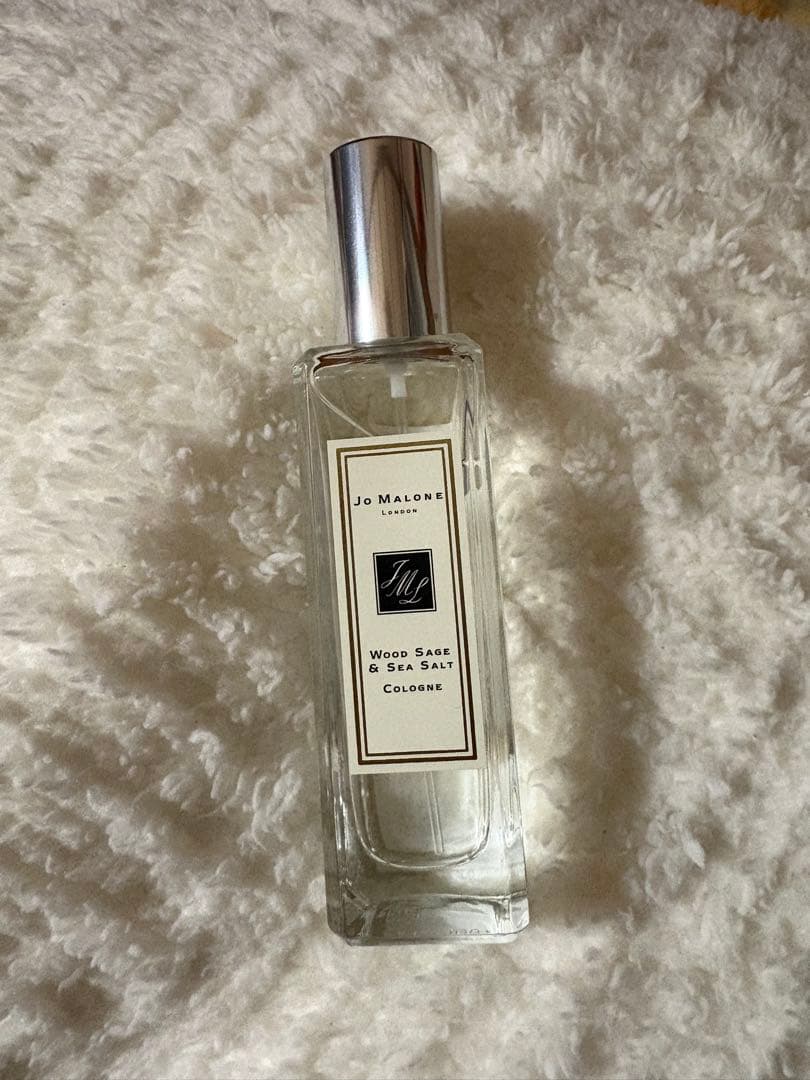 Jo Malone
London
JML
Wood Sage
& Sea Salt
Cologne